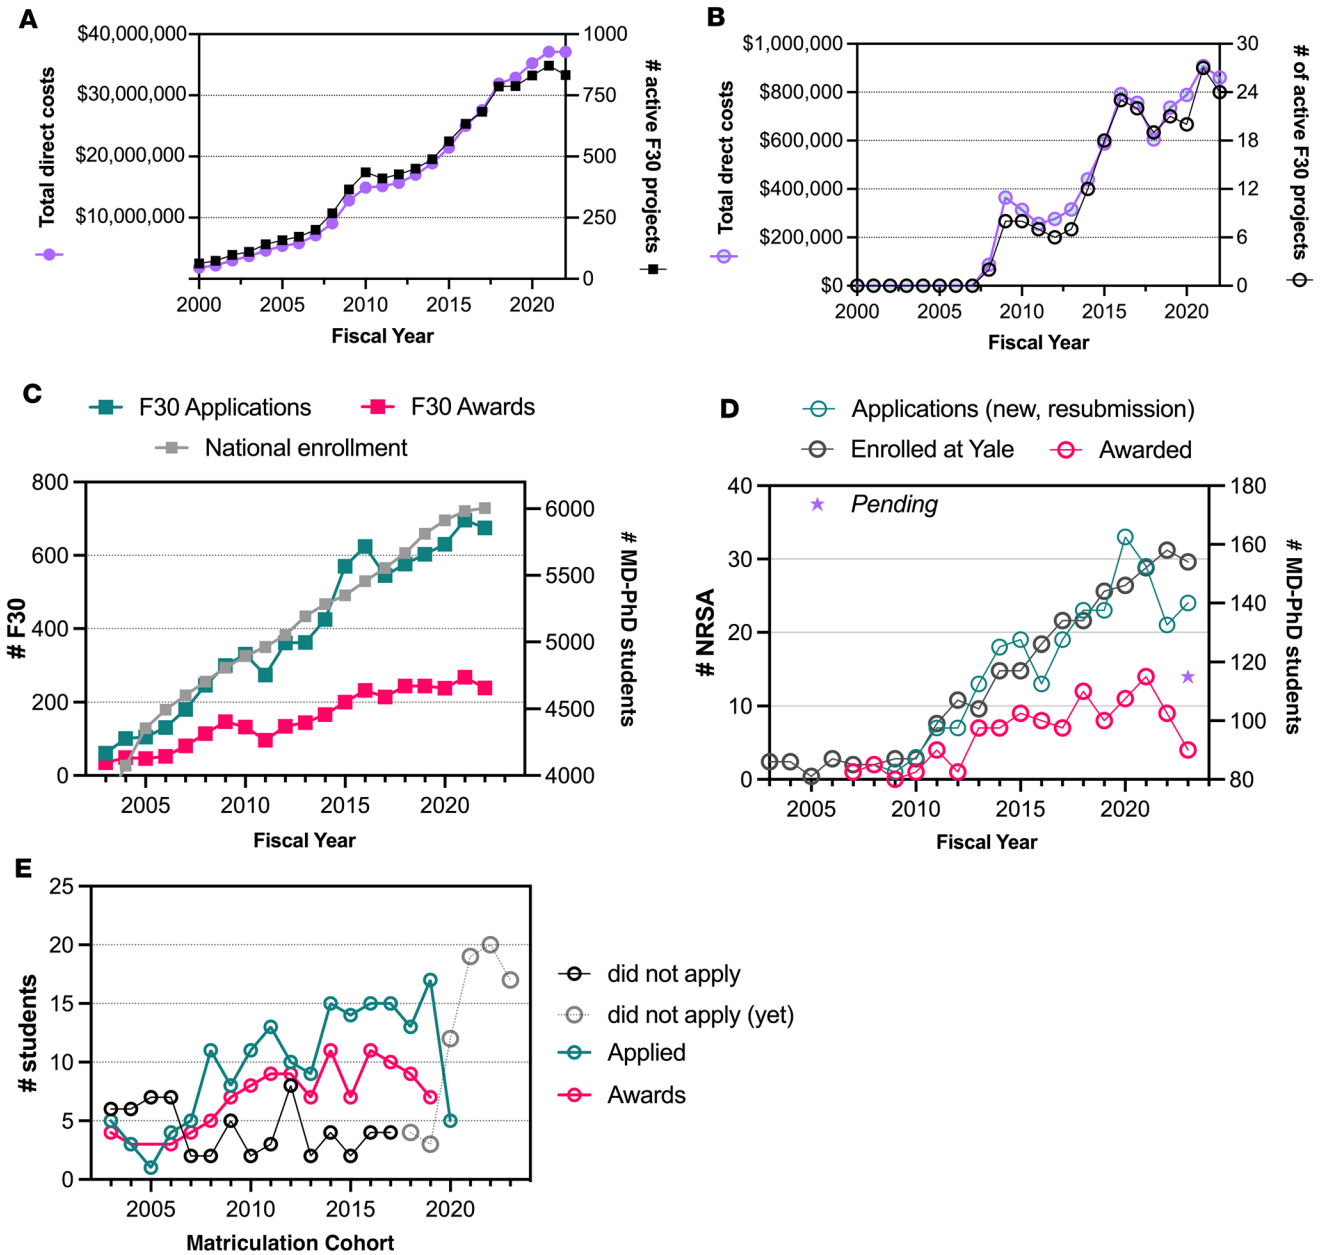 A
$40,000,000
$30,000,000
$20,000,000
$10,000,000
Total direct costs
1000
750
500
250
0
# active F30 projects
2000 2005 2010 2015 2020
Fiscal Year
B
$1,000,000
$800,000
$600,000
$400,000
$200,000
$0
Total drect costs
30
24
18
12
6
0
# of active F30 projects
2000 2005 2010 2015 2020
Fiscal Year
C
F30 Applications F30 Awards
National enrollment
800
600
400
200
0
# F30
6000
5500
5000
4500
4000
# MD-PhD students
2005 2010 2015 2020
Fiscal Year
D
Applications (new, resubmission)
Enrolled at Yale Awarded
Pending
40
30
20
10
0
# NRSA
180
160
140
120
100
80
# MD-PhD students
2005 2010 2015 2020
Fiscal Year
E
25
20
15
10
5
0
# students
2005 2010 2015 2020
Matriculation Cohort
did not apply
did not apply (yet)
Applied
Awards